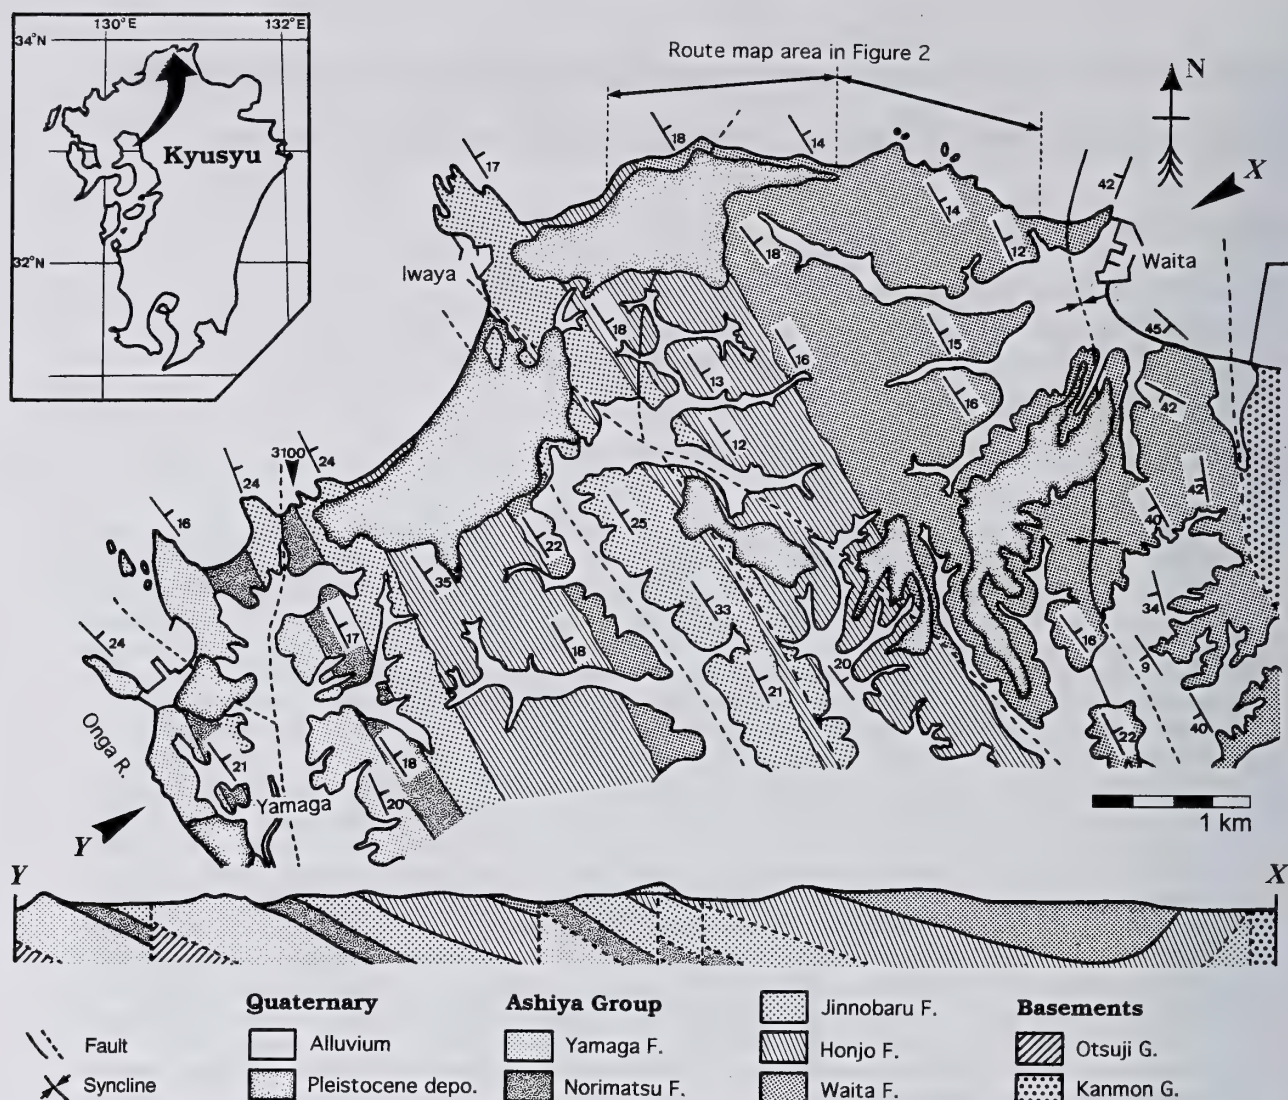 130°E
132°E
34°N
32°N
Kyusyu
Route map area in Figure 2
N
X
18
14
17
42
14
12
18
Waita
Iwaya
18
16
15
45
13
16
42
12
24
3100
24
25
42
40
16
22
35
33
34
17
24
18
20
16
9
21
Onga R.
21
18
22
40
Yamaga
20
Y
1 km
Y
X
Quaternary
Ashiya Group
Jinnobaru F.
Basements
Fault
Alluvium
Yamaga F.
Honjo F.
Otsuji G.
Syncline
Pleistocene depo.
Norimatsu F.
Waita F.
Kanmon G.